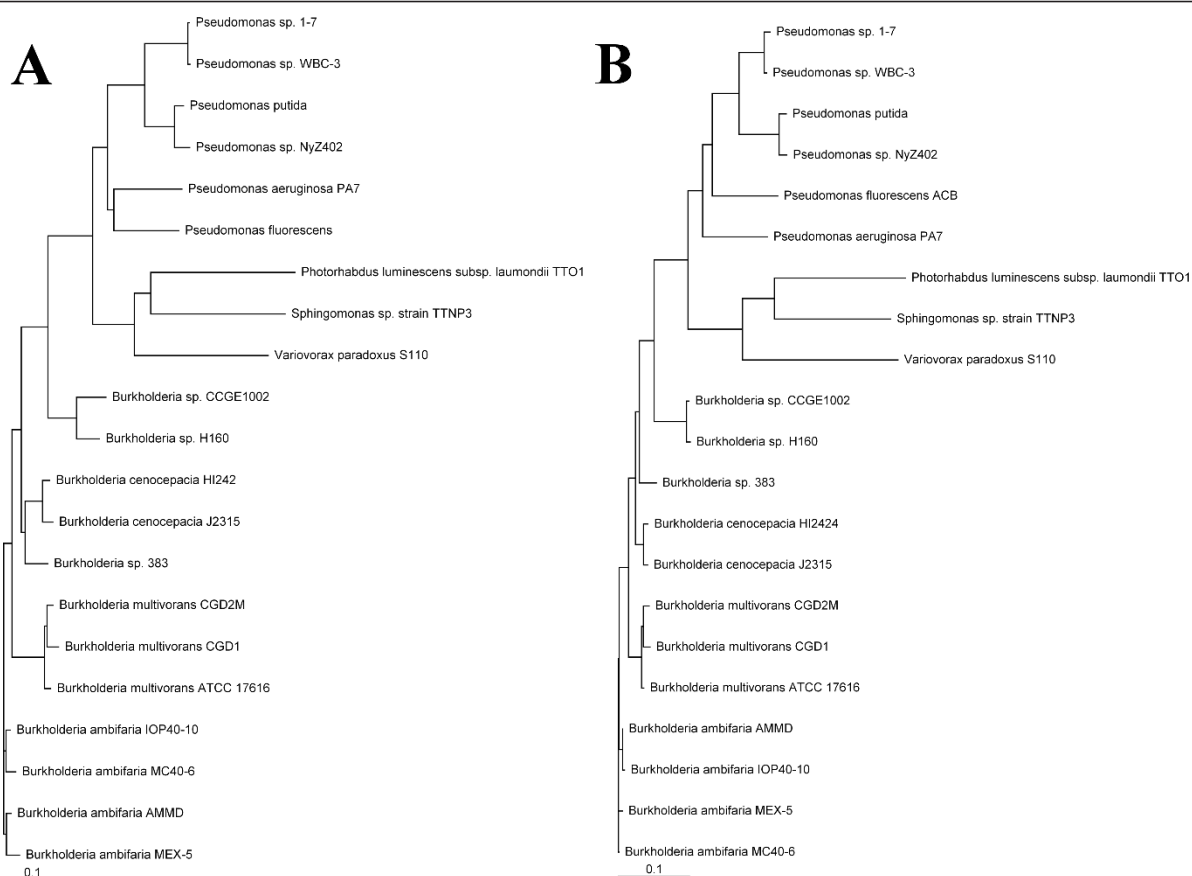 A
Pseudomonas sp. 1-7
Pseudomonas sp. WBC-3
Pseudomonas putida
Pseudomonas sp. NyZ402
Pseudomonas aeruginosa PA7
Pseudomonas fluorescens
Photorhabdus luminescens subsp. laumondii TTO1
Sphingomonas sp. strain TTNP3
Variovorax paradoxus S110
Burkholderia sp. CCGE1002
Burkholderia sp. H160
Burkholderia cenocepacia HI242
Burkholderia cenocepacia J2315
Burkholderia sp. 383
Burkholderia multivorans CGD2M
Burkholderia multivorans CGD1
Burkholderia multivorans ATCC 17616
Burkholderia ambifaria IOP40-10
Burkholderia ambifaria MC40-6
Burkholderia ambifaria AMMD
Burkholderia ambifaria MEX-5
0.1
B
Pseudomonas sp. 1-7
Pseudomonas sp. WBC-3
Pseudomonas putida
Pseudomonas sp. NyZ402
Pseudomonas fluorescens ACB
Pseudomonas aeruginosa PA7
Photorhabdus luminescens subsp. laumondii TTO1
Sphingomonas sp. strain TTNP3
Variovorax paradoxus S110
Burkholderia sp. CCGE1002
Burkholderia sp. H160
Burkholderia sp. 383
Burkholderia cenocepacia HI2424
Burkholderia cenocepacia J2315
Burkholderia multivorans CGD2M
Burkholderia multivorans CGD1
Burkholderia multivorans ATCC 17616
Burkholderia ambifaria AMMD
Burkholderia ambifaria IOP40-10
Burkholderia ambifaria MEX-5
Burkholderia ambifaria MC40-6
0.1